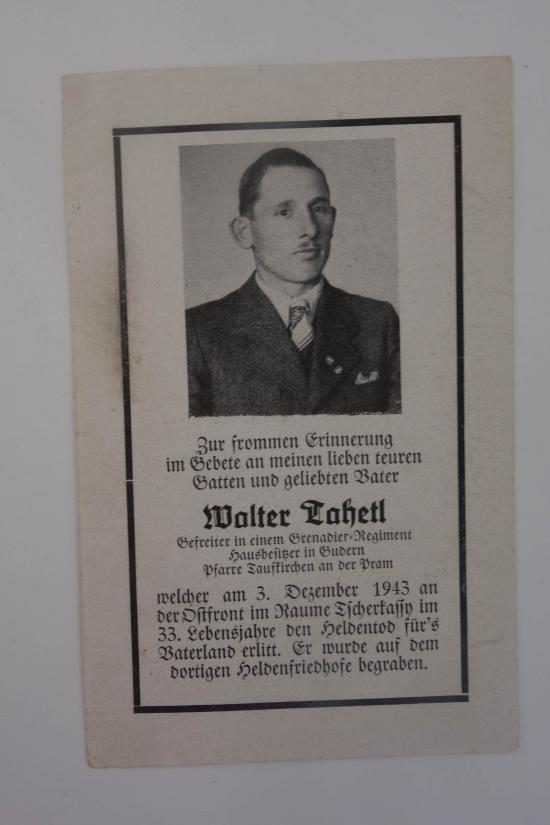 Zur frommen Erinnerung
im Gebete an meinen lieben teuren
Gatten und geliebten Vater
Walter Tahetl
Gefreiter in einem Grenadier-Regiment
Hausbesitzer in Gudern
Pfarre Taufkirchen an der Pram
welcher am 3. Dezember 1943 an
der Ostfront im Raume Tscherkassy im
33. Lebensjahre den Heldentod für's
Vaterland erlitt. Er wurde auf dem
dortigen Heldenfriedhofe begraben.